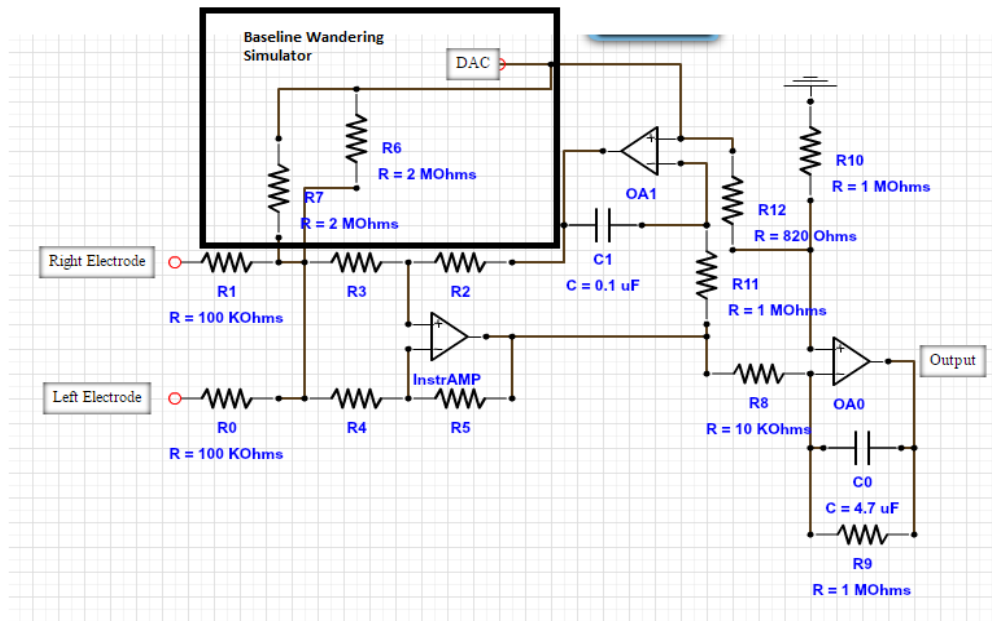 Baseline Wandering
Simulator
DAC
R6
R = 2 MOhms
R7
R = 2 MOhms
+
−
OA1
R10
R = 1 MOhms
R12
R = 820 Ohms
C1
C = 0.1 uF
R11
R = 1 MOhms
Right Electrode
R1
R = 100 KOhms
R3
R2
+
−
InstrAMP
Left Electrode
R0
R = 100 KOhms
R4
R5
R8
R = 10 KOhms
+
−
OA0
Output
C0
C = 4.7 uF
R9
R = 1 MOhms